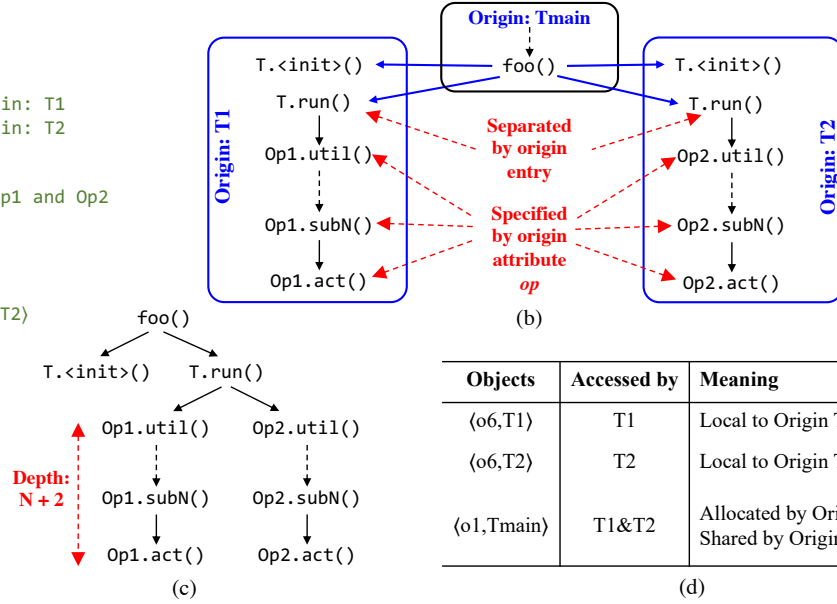 in: T1
in: T2
p1 and Op2
T2⟩
Origin: Tmain
foo()
Origin: T1
T.<init>()
T.run()
Op1.util()
Op1.subN()
Op1.act()
Separated
by origin
entry
Specified
by origin
attribute
op
T.<init>()
T.run()
Op2.util()
Op2.subN()
Op2.act()
Origin: T2
(b)
foo()
T.<init>() T.run()
Op1.util() Op2.util()
Depth:
N + 2
Op1.subN() Op2.subN()
Op1.act() Op2.act()
(c)
Objects Accessed by Meaning
⟨o6,T1⟩ T1 Local to Origin T
⟨o6,T2⟩ T2 Local to Origin T
⟨o1,Tmain⟩ T1&T2 Allocated by Ori
Shared by Origin
(d)